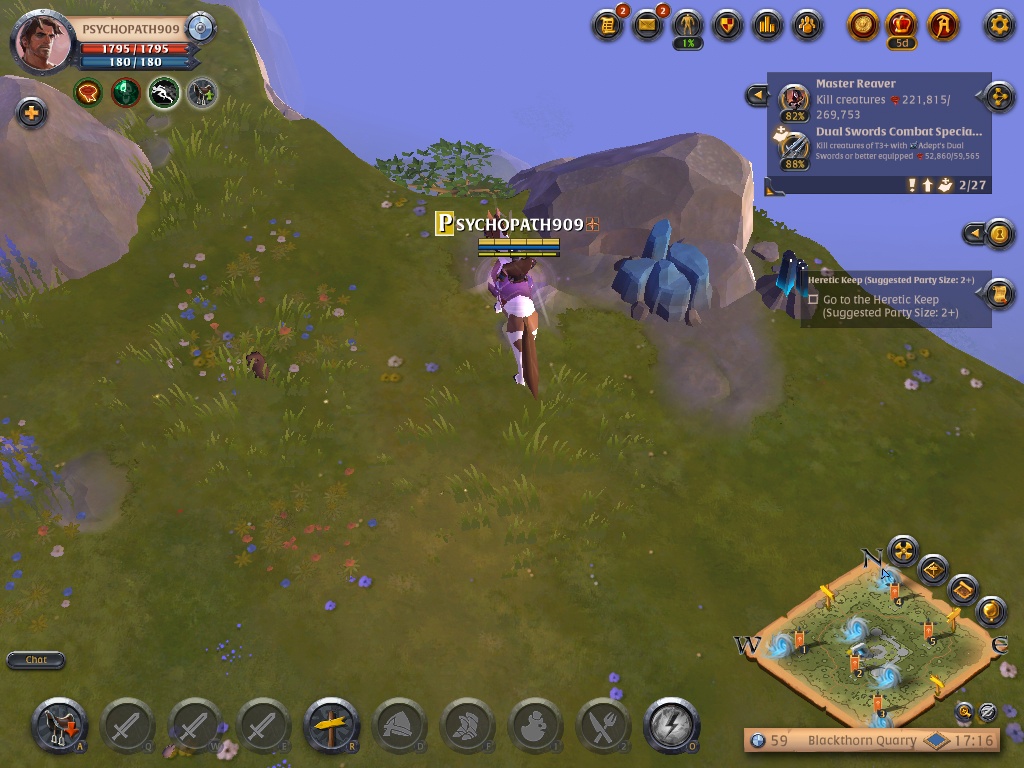 PSYCHOPATH909
1795 / 1795
180 / 180
2
2
1%
5d
Master Reaver
Kill creatures 221,815/
269,753
82%
Dual Swords Combat Specia...
Kill creatures of T3+ with Adept's Dual
Swords or better equipped 52,860/59,565
88%
2/27
PSYCHOPATH909
Heretic Keep (Suggested Party Size: 2+)
Go to the Heretic Keep
(Suggested Party Size: 2+)
N
W
E
4
5
1
2
3
Chat
A
Q
W
E
R
D
F
1
2
O
59
Blackthorn Quarry
17:16